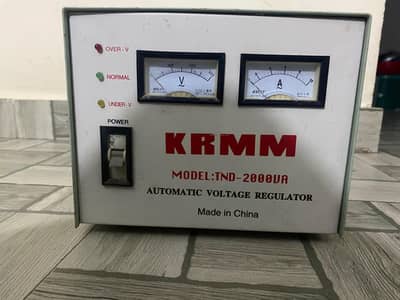 OVER - V
NORMAL
UNDER - V
POWER
V
A
KRMM
MODEL:TND-2000VA
AUTOMATIC VOLTAGE REGULATOR
Made in China